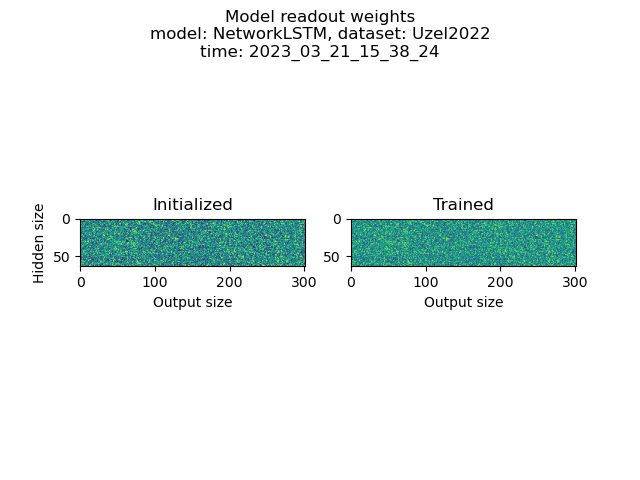 Model readout weights
model: NetworkLSTM, dataset: Uzel2022
time: 2023_03_21_15_38_24
Initialized
Trained
Hidden size
0
50
0
100
200
300
Output size
0
50
0
100
200
300
Output size